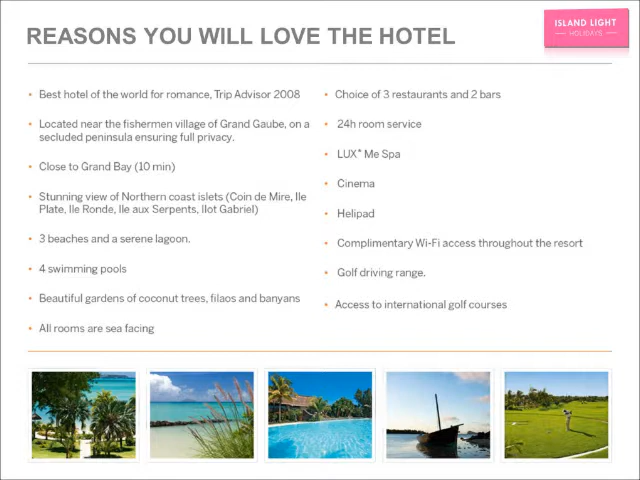 REASONS YOU WILL LOVE THE HOTEL
ISLAND LIGHT
HOLIDAYS
• Best hotel of the world for romance, Trip Advisor 2008
• Located near the fishermen village of Grand Gaube, on a
secluded peninsula ensuring full privacy.
• Close to Grand Bay (10 min)
• Stunning view of Northern coast islets (Coin de Mire, Ile
Plate, Ile Ronde, Ile aux Serpents, Ilot Gabriel)
• 3 beaches and a serene lagoon.
• 4 swimming pools
• Beautiful gardens of coconut trees, filaos and banyans
• All rooms are sea facing
• Choice of 3 restaurants and 2 bars
• 24h room service
• LUX* Me Spa
• Cinema
• Helipad
• Complimentary Wi-Fi access throughout the resort
• Golf driving range.
• Access to international golf courses